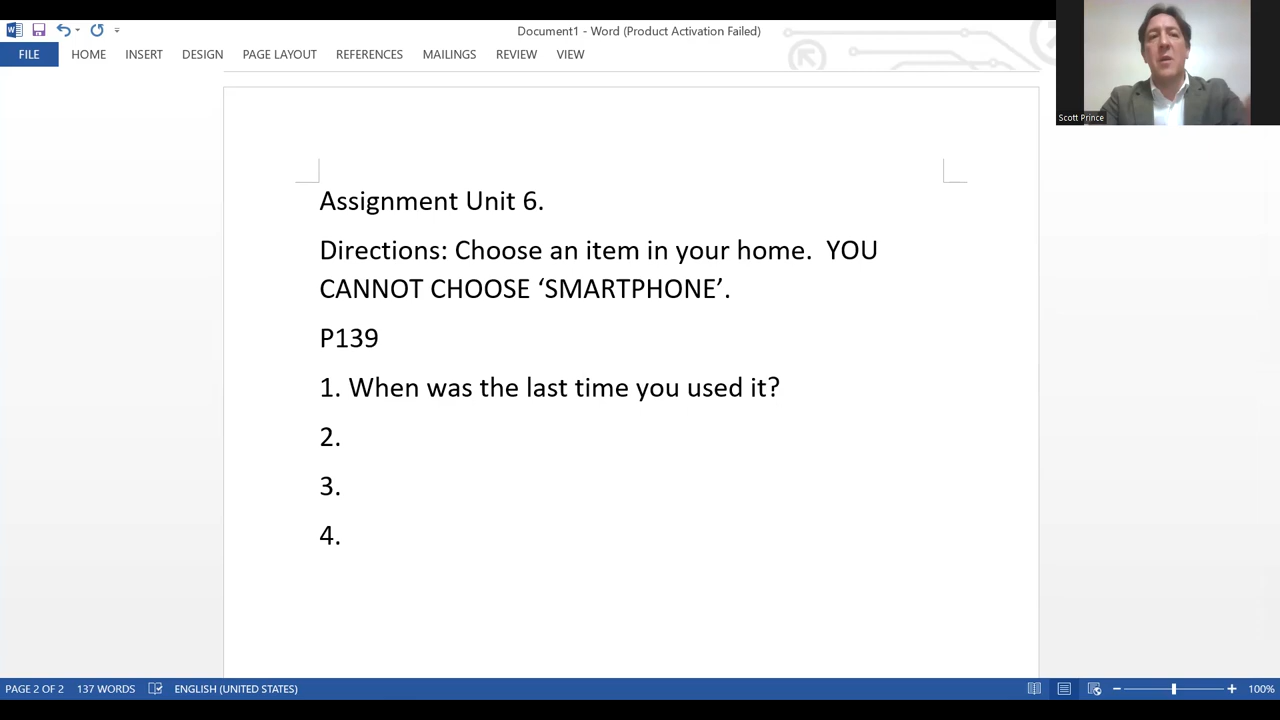 Document1 - Word (Product Activation Failed)
FILE HOME INSERT DESIGN PAGE LAYOUT REFERENCES MAILINGS REVIEW VIEW
Scott Prince
Assignment Unit 6.
Directions: Choose an item in your home.  YOU
CANNOT CHOOSE ‘SMARTPHONE’.
P139
1. When was the last time you used it?
2.
3.
4.
PAGE 2 OF 2 137 WORDS ENGLISH (UNITED STATES) 100%